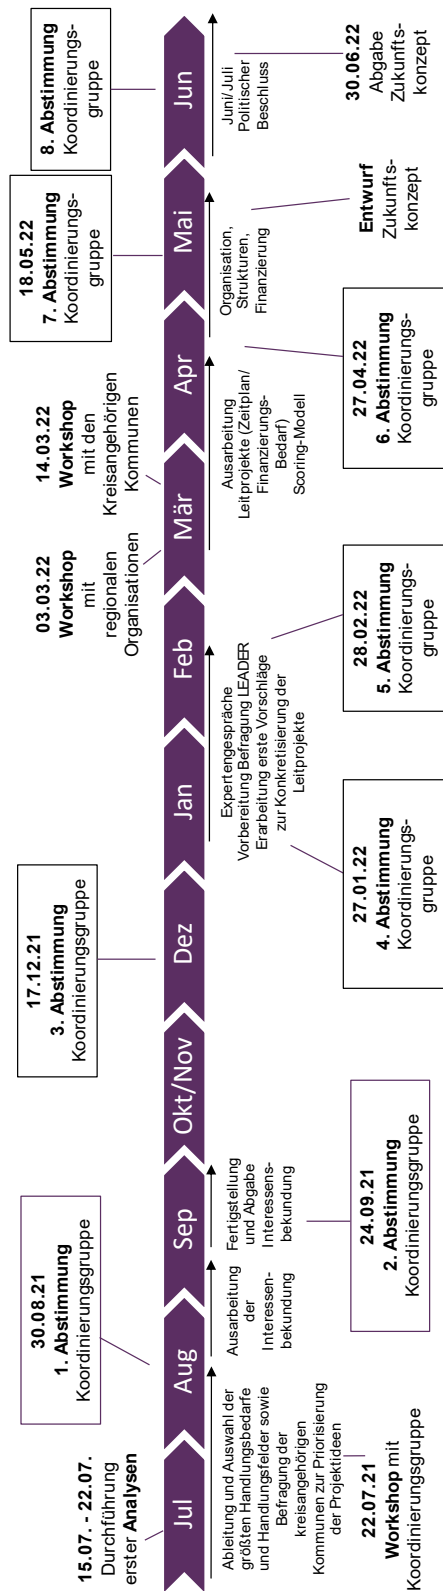 15.07. - 22.07.
Durchführung
erster Analysen
30.08.21
1. Abstimmung
Koordinierungsgruppe
17.12.21
3. Abstimmung
Koordinierungsgruppe
03.03.22
Workshop
mit
regionalen
Organisationen
14.03.22
Workshop
mit den
Kreisangehörigen
Kommunen
18.05.22
7. Abstimmung
Koordinierungs-
gruppe
8. Abstimmung
Koordinierungs-
gruppe
Jul
Aug
Sep
Okt/Nov
Dez
Jan
Feb
Mär
Apr
Mai
Jun
Ableitung und Auswahl der
größten Handlungsbedarfe
und Handlungsfelder sowie
Befragung der
kreisangehörigen
Kommunen zur Priorisierung
der Projektideen
Ausarbeitung
der
Interessen-
bekundung
Fertigstellung
und Abgabe
Interessens-
bekundung
Expertengespräche
Vorbereitung Befragung LEADER
Erarbeitung erste Vorschläge
zur Konkretisierung der
Leitprojekte
Ausarbeitung
Leitprojekte (Zeitplan/
Finanzierungs-
Bedarf)
Scoring-Modell
Organisation,
Strukturen,
Finanzierung
Juni/Juli
Politischer
Beschluss
22.07.21
Workshop mit
Koordinierungsgruppe
24.09.21
2. Abstimmung
Koordinierungsgruppe
27.01.22
4. Abstimmung
Koordinierungs-
gruppe
28.02.22
5. Abstimmung
Koordinierungs-
gruppe
27.04.22
6. Abstimmung
Koordinierungs-
gruppe
Entwurf
Zukunfts-
konzept
30.06.22
Abgabe
Zukunfts-
konzept